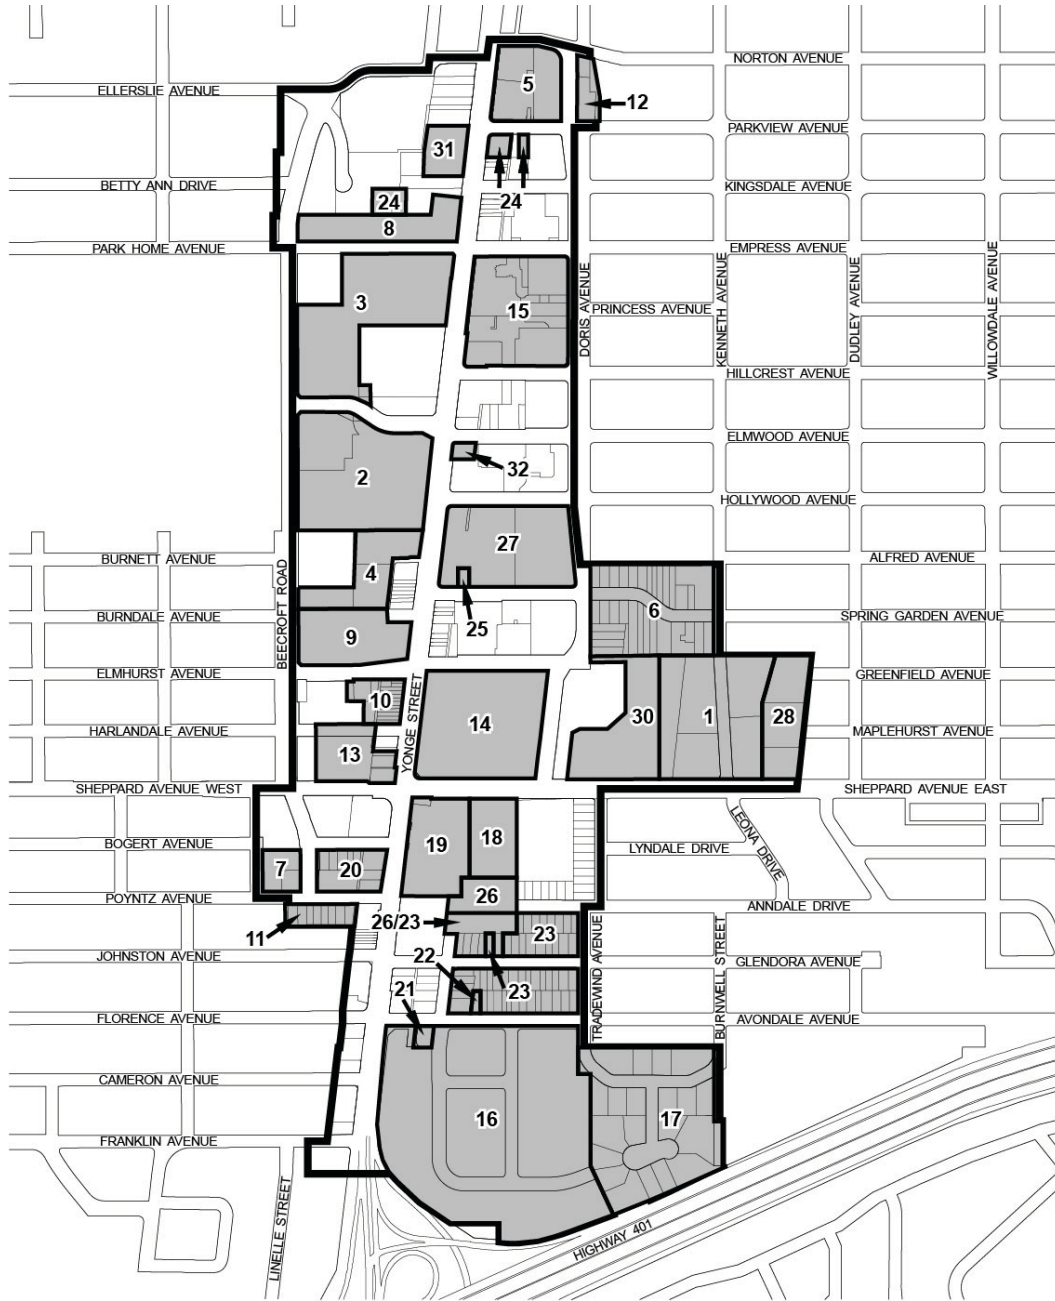 NORTON AVENUE
5
ELLERSLIE AVENUE
12
PARKVIEW AVENUE
31
BETTY ANN DRIVE
KINGSDALE AVENUE
24
24
8
PARK HOME AVENUE
EMPRESS AVENUE
WILLOWDALE AVENUE
KENNETH AVENUE
DUDLEY AVENUE
DORIS AVENUE
3
15
PRINCESS AVENUE
HILLCREST AVENUE
ELMWOOD AVENUE
32
2
HOLLYWOOD AVENUE
27
BURNETT AVENUE
ALFRED AVENUE
4
BEECROFT ROAD
6
BURNDALE AVENUE
SPRING GARDEN AVENUE
25
9
ELMHURST AVENUE
GREENFIELD AVENUE
10
YONGE STREET
14
30
1
28
HARLANDALE AVENUE
MAPLEHURST AVENUE
13
SHEPPARD AVENUE WEST
SHEPPARD AVENUE EAST
LEONA DRIVE
BOGERT AVENUE
19
18
LYNDALE DRIVE
7
20
26
POYNTZ AVENUE
ANNDALE DRIVE
26/23
23
11
TRADEWIND AVENUE
BURNWELL STREET
JOHNSTON AVENUE
22
GLENDORA AVENUE
21
23
FLORENCE AVENUE
AVONDALE AVENUE
CAMERON AVENUE
16
17
FRANKLIN AVENUE
LINELLE STREET
HIGHWAY 401